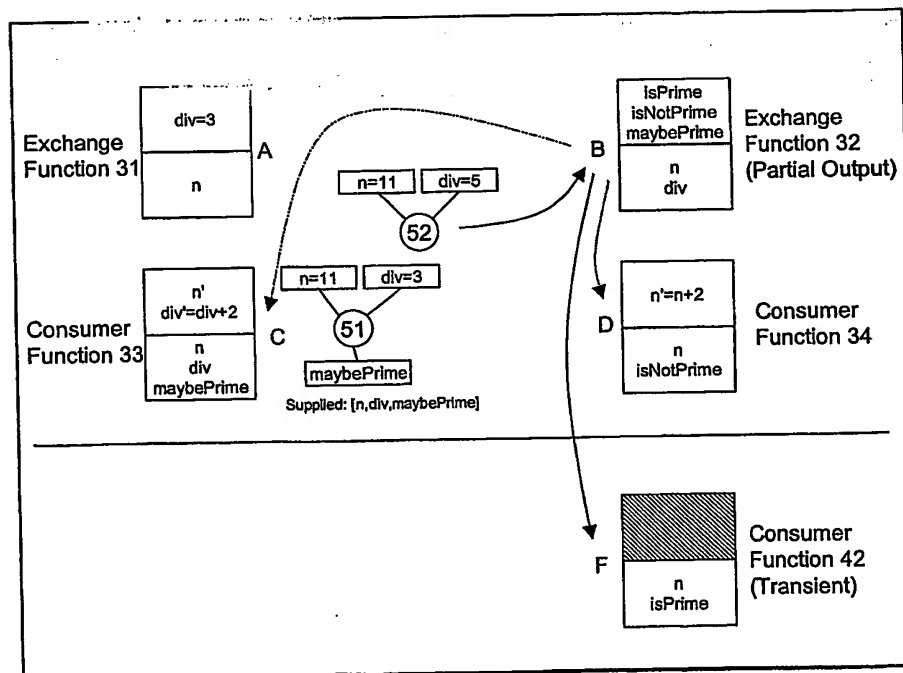 Exchange
Function 31
div=3
n
A
isPrime
isNotPrime
maybePrime
n
div
B
Exchange
Function 32
(Partial Output)
n=11
div=5
52
n=11
div=3
51
maybePrime
Supplied: [n,div,maybePrime]
Consumer
Function 33
n'
div'=div+2
n
div
maybePrime
C
D
n'=n+2
n
isNotPrime
Consumer
Function 34
F
n
isPrime
Consumer
Function 42
(Transient)